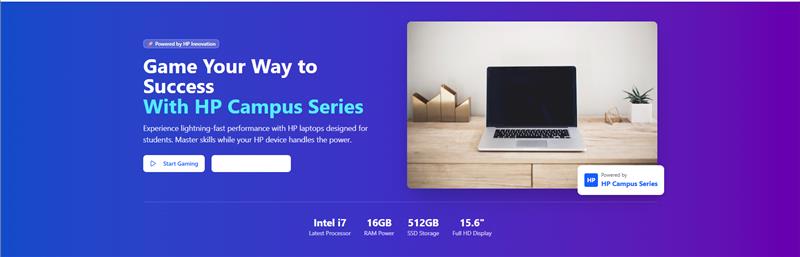 Powered by HP Innovation
Game Your Way to
Success
With HP Campus Series
Experience lightning-fast performance with HP laptops designed for
students. Master skills while your HP device handles the power.
Start Gaming
HP
Powered by
HP Campus Series
Intel i7
Latest Processor
16GB
RAM Power
512GB
SSD Storage
15.6"
Full HD Display